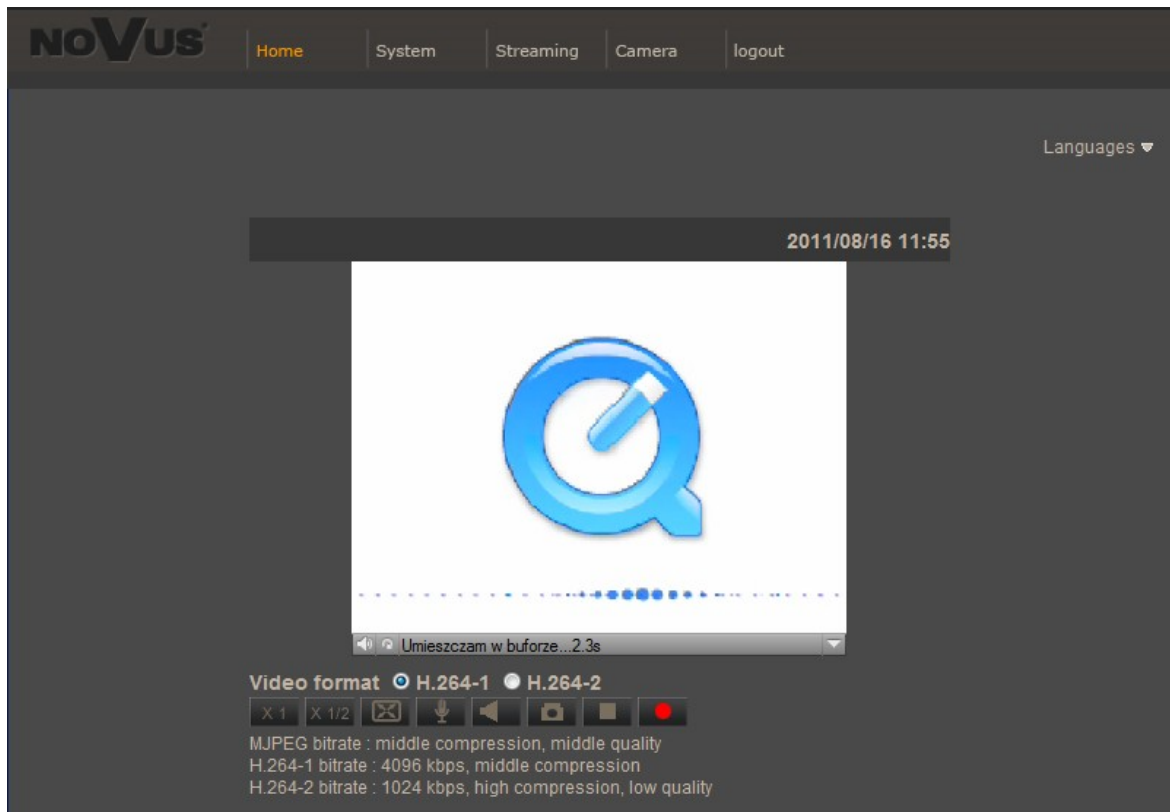 NOVUS
Home System Streaming Camera logout
Languages
2011/08/16 11:55
Umieszczam w buforze...2.3s
Video format H.264-1 H.264-2
X 1 X 1/2
MJPEG bitrate : middle compression, middle quality
H.264-1 bitrate : 4096 kbps, middle compression
H.264-2 bitrate : 1024 kbps, high compression, low quality